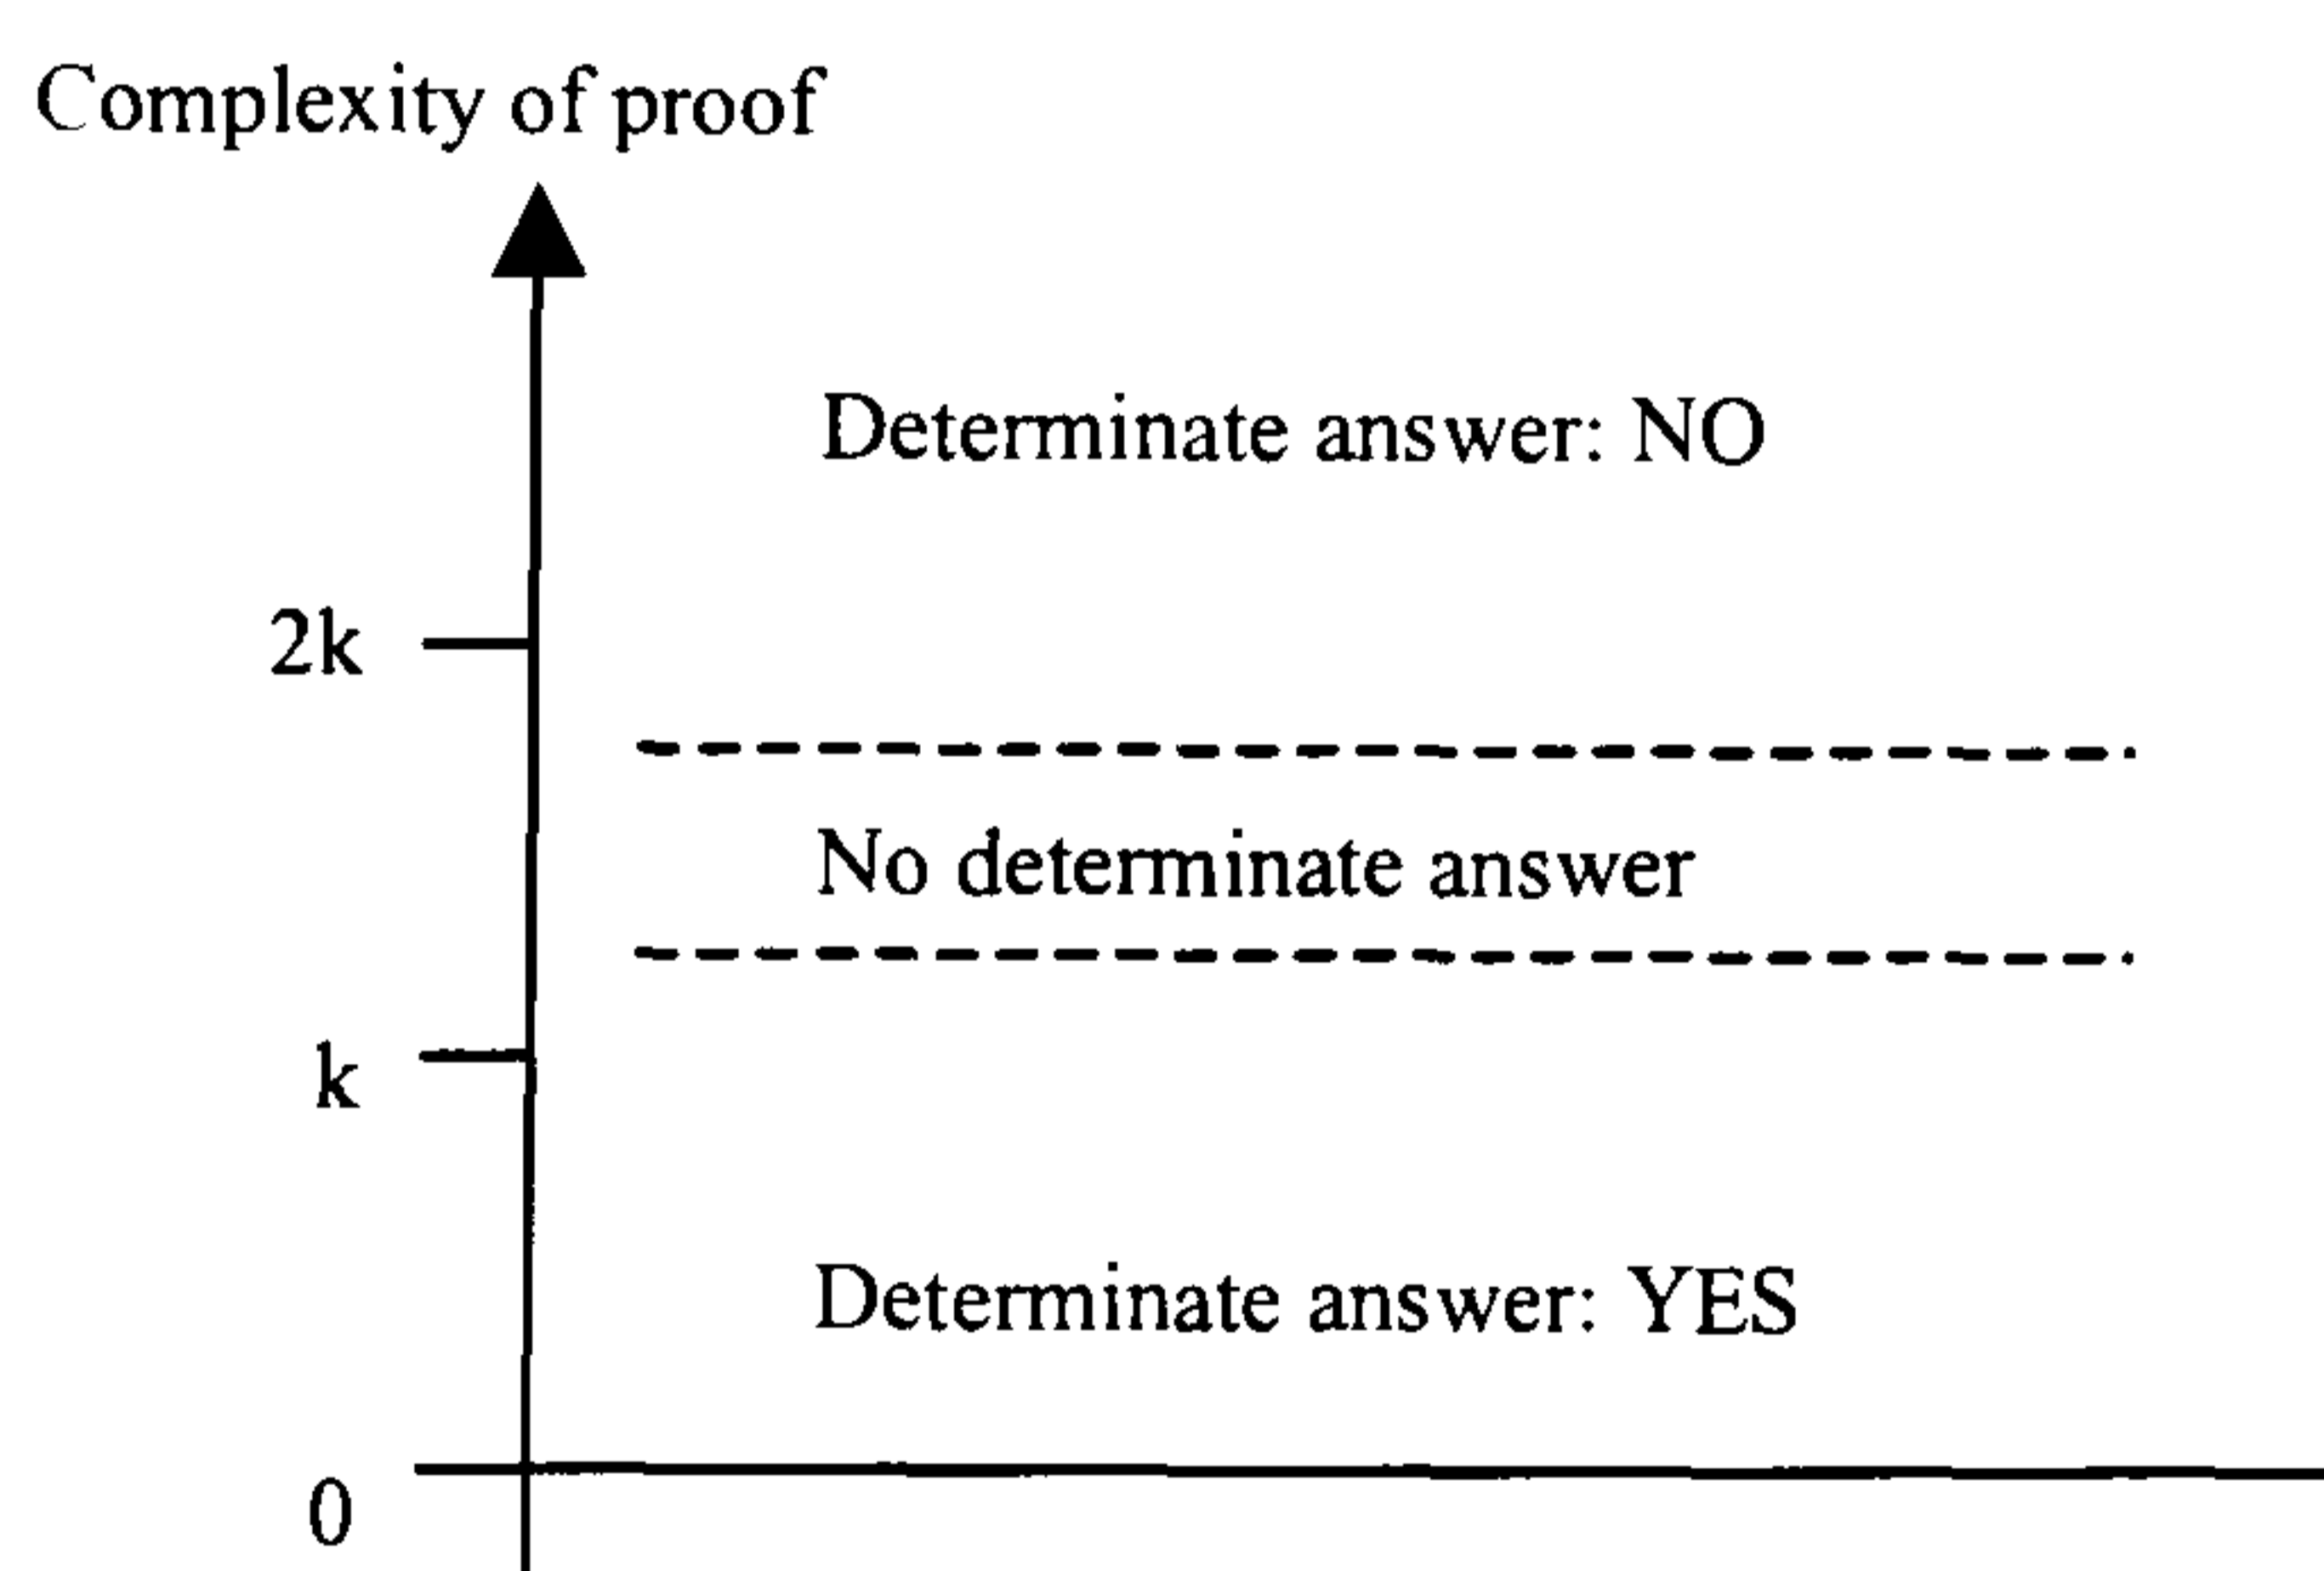 Complexity of proof
Determinate answer: NO
2k
No determinate answer
k
Determinate answer: YES
0